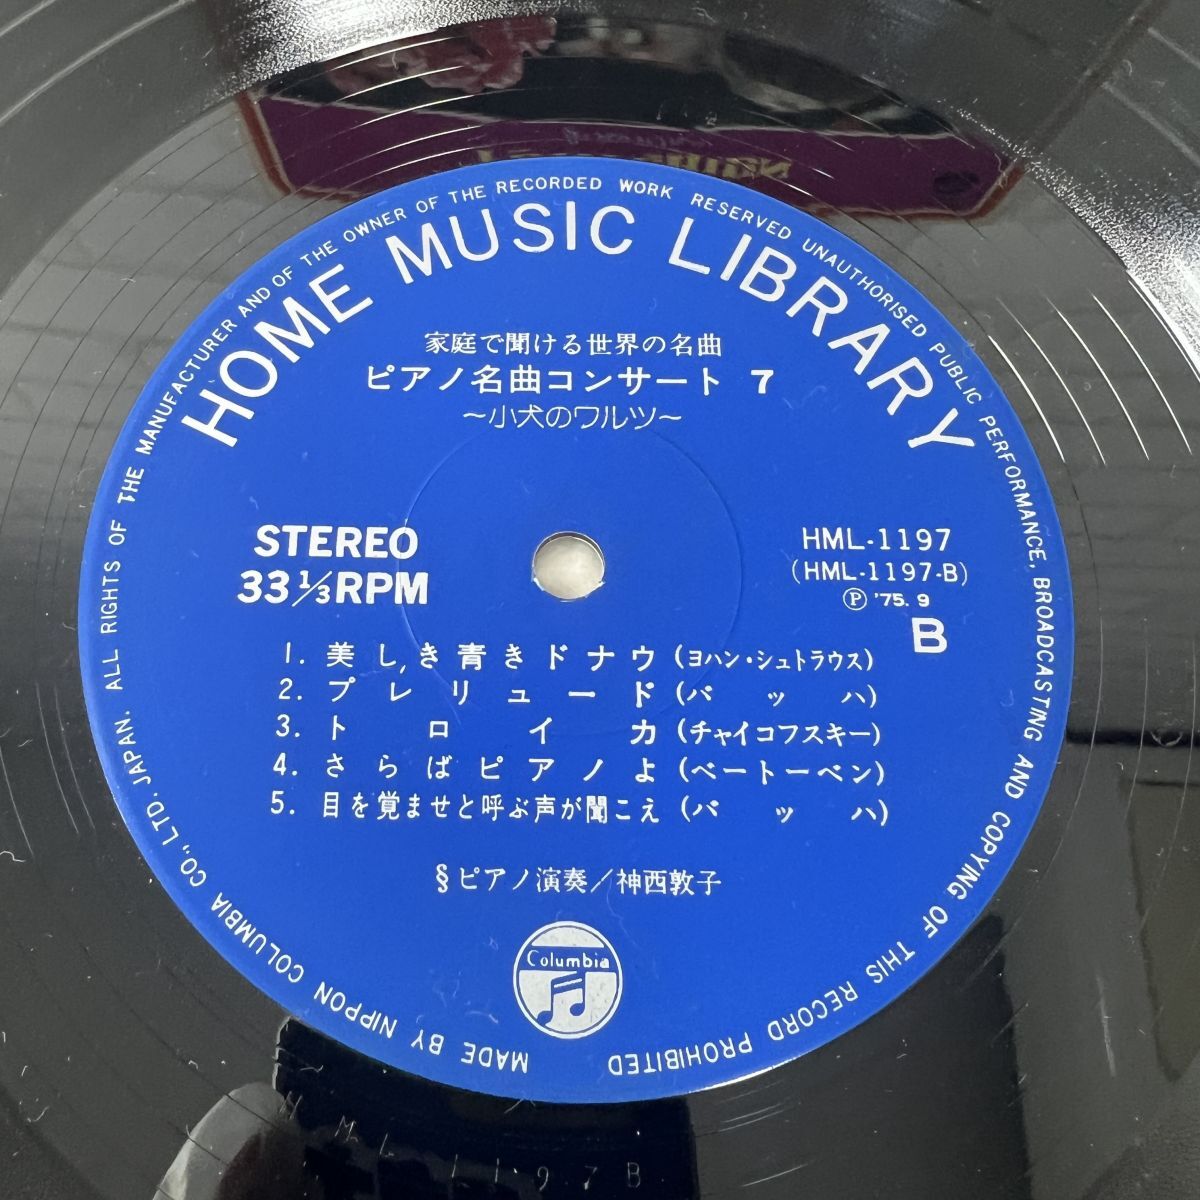 ALL RIGHTS OF THE MANUFACTURER AND OF THE OWNER OF THE RECORDED WORK RESERVED UNAUTHORISED PUBLIC PERFORMANCE, BROADCASTING AND COPYING OF THIS RECORD PROHIBITED
HOME MUSIC LIBRARY
家庭で聞ける世界の名曲
ピアノ名曲コンサート 7
~小犬のワルツ~
STEREO
33 1/3 RPM
HML-1197
(HML-1197-B)
Ⓟ '75. 9
B
1. 美しき青きドナウ(ヨハン・シュトラウス)
2. プレリュード(バッハ)
3. トロイカ(チャイコフスキー)
4. さらばピアノよ(ベートーベン)
5. 目を覚ませと呼ぶ声が聞こえ(バッハ)
§ピアノ演奏/神西敦子
Columbia
MADE BY NIPPON COLUMBIA CO., LTD. JAPAN.
HML 1197B